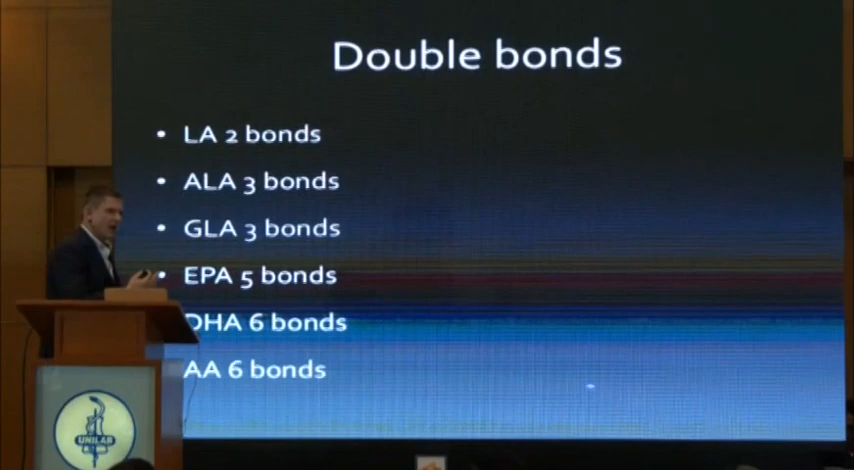 Double bonds
• LA 2 bonds
• ALA 3 bonds
• GLA 3 bonds
• EPA 5 bonds
DHA 6 bonds
AA 6 bonds
UNILAB